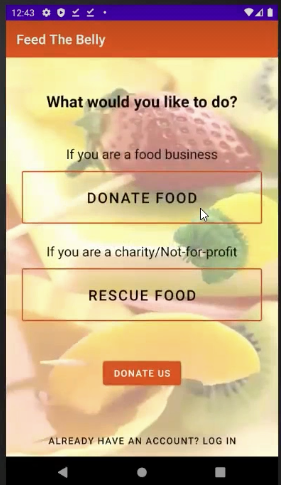 12:43
Feed The Belly
What would you like to do?
If you are a food business
DONATE FOOD
If you are a charity/Not-for-profit
RESCUE FOOD
DONATE US
ALREADY HAVE AN ACCOUNT? LOG IN